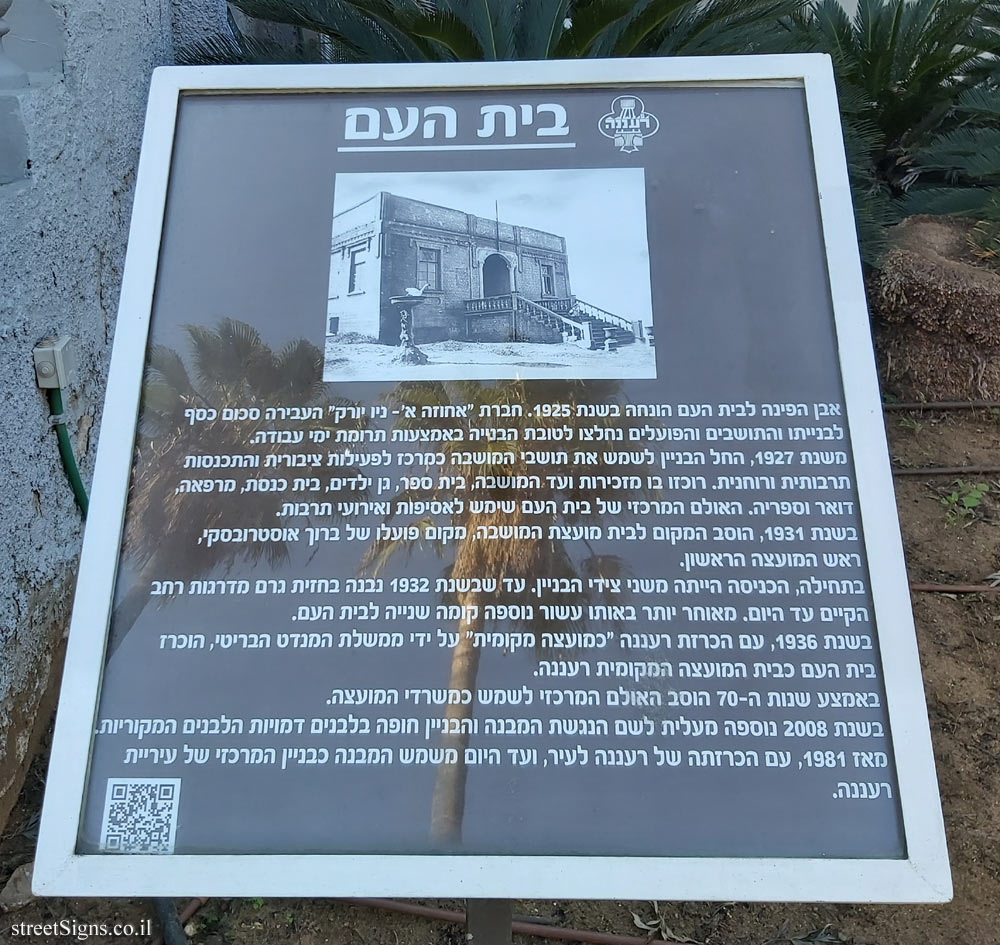 בית העם
רעננה
אבן הפינה לבית העם הונחה בשנת 1925. חברת "אחוזה א'- ניו יורק" העבירה סכום כסף
לבנייתו והתושבים והפועלים נחלצו לטובת הבנייה באמצעות תרומת ימי עבודה.
משנת 1927, החל הבניין לשמש את תושבי המושבה כמרכז לפעילות ציבורית והתכנסות
תרבותית ורוחנית. רוכזו בו מזכירות ועד המושבה, בית ספר, גן ילדים, בית כנסת, מרפאה,
דואר וספריה. האולם המרכזי של בית העם שימש לאסיפות ואירועי תרבות.
בשנת 1931, הוסב המקום לבית מועצת המושבה, מקום פועלו של ברוך אוסטרובסקי,
ראש המועצה הראשון.
בתחילה, הכניסה הייתה משני צידי הבניין. עד שבשנת 1932 נבנה בחזית גרם מדרגות רחב
הקיים עד היום. מאוחר יותר באותו עשור נוספה קומה שנייה לבית העם.
בשנת 1936, עם הכרזת רעננה "כמועצה מקומית" על ידי ממשלת המנדט הבריטי, הוכרז
בית העם כבית המועצה המקומית רעננה.
באמצע שנות ה-70 הוסב האולם המרכזי לשמש כמשרדי המועצה.
בשנת 2008 נוספה מעלית לשם הנגשת המבנה והבניין חופה בלבנים דמויות הלבנים המקוריות.
מאז 1981, עם הכרזתה של רעננה לעיר, ועד היום משמש המבנה כבניין המרכזי של עיריית
רעננה.
streetSigns.co.il